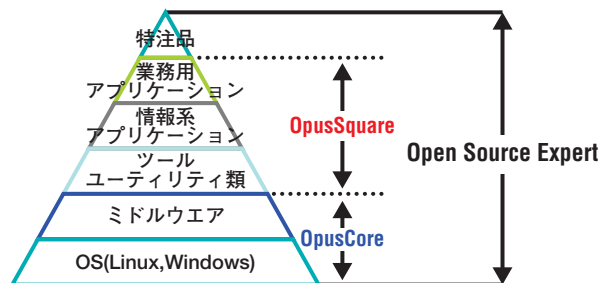 特注品
業務用
アプリケーション
情報系
アプリケーション
ツール
ユーティリティ類
ミドルウエア
OS(Linux,Windows)
OpusSquare
OpusCore
Open Source Expert